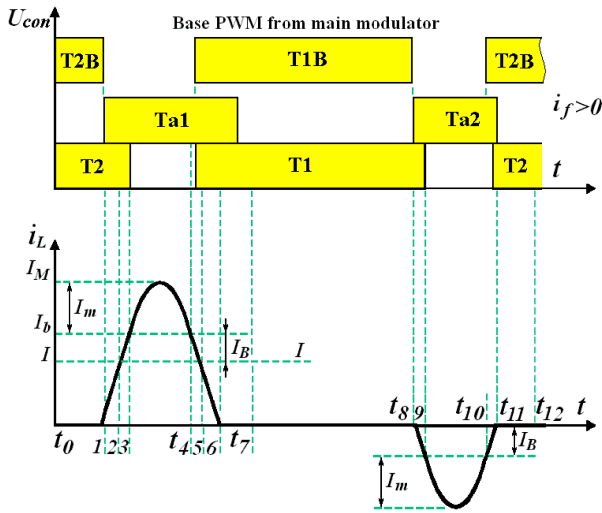 Ucon
Base PWM from main modulator
T2B T1B T2B
Ta1 Ta2 if>0
T2 T1 T2 t
iL
IM
Im
Ib
I IB I
t8 9 t10 t11 t12 t
t0 1 2 3 t4 5 6 t7
IB
Im